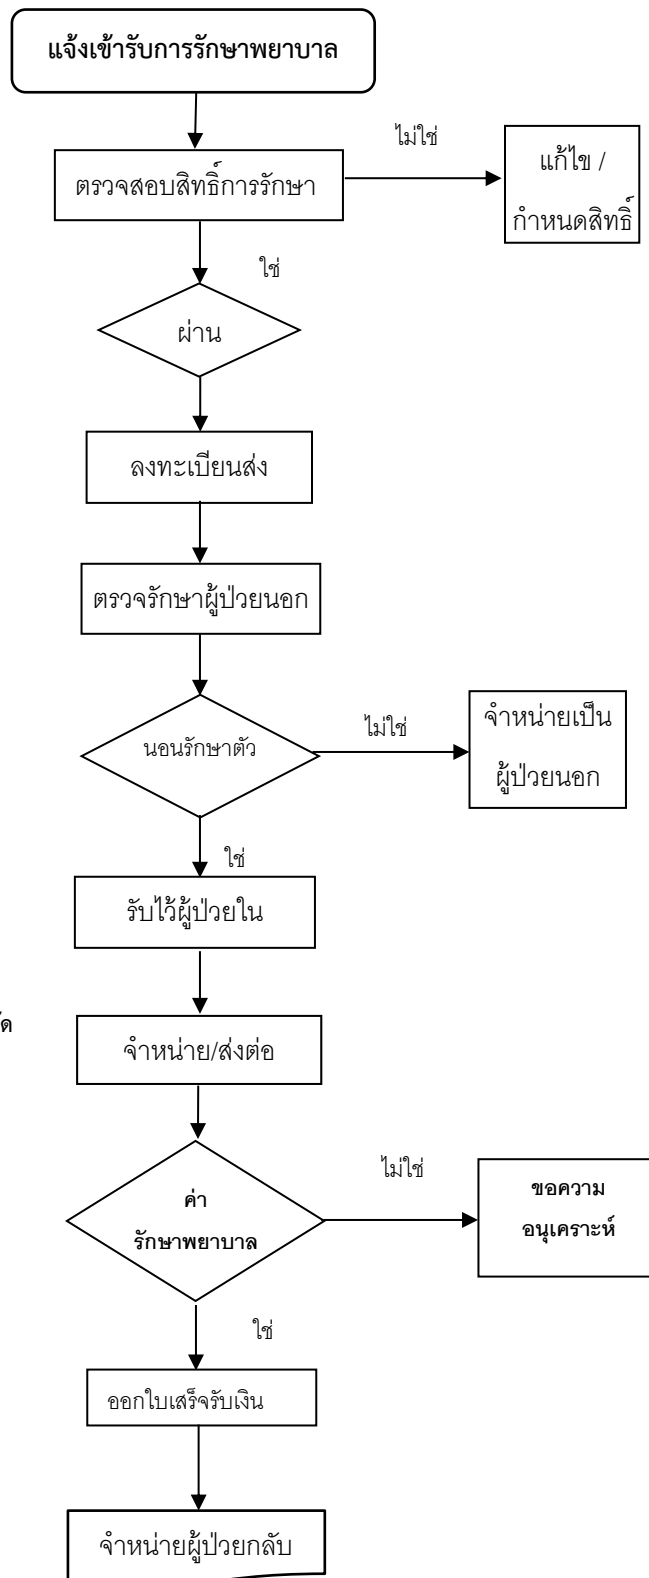 แจ้งเข้ารับการรักษาพยาบาล
ไม่ใช่
ตรวจสอบสิทธิ์การรักษา
แก้ไข /
กำหนดสิทธิ์
ใช่
ผ่าน
ลงทะเบียนส่ง
ตรวจรักษาผู้ป่วยนอก
นอนรักษาตัว
ไม่ใช่
จำหน่ายเป็น
ผู้ป่วยนอก
ใช่
รับไว้ผู้ป่วยใน
จำหน่าย/ส่งต่อ
ค่า
รักษาพยาบาล
ไม่ใช่
ขอความ
อนุเคราะห์
ใช่
ออกใบเสร็จรับเงิน
จำหน่ายผู้ป่วยกลับ